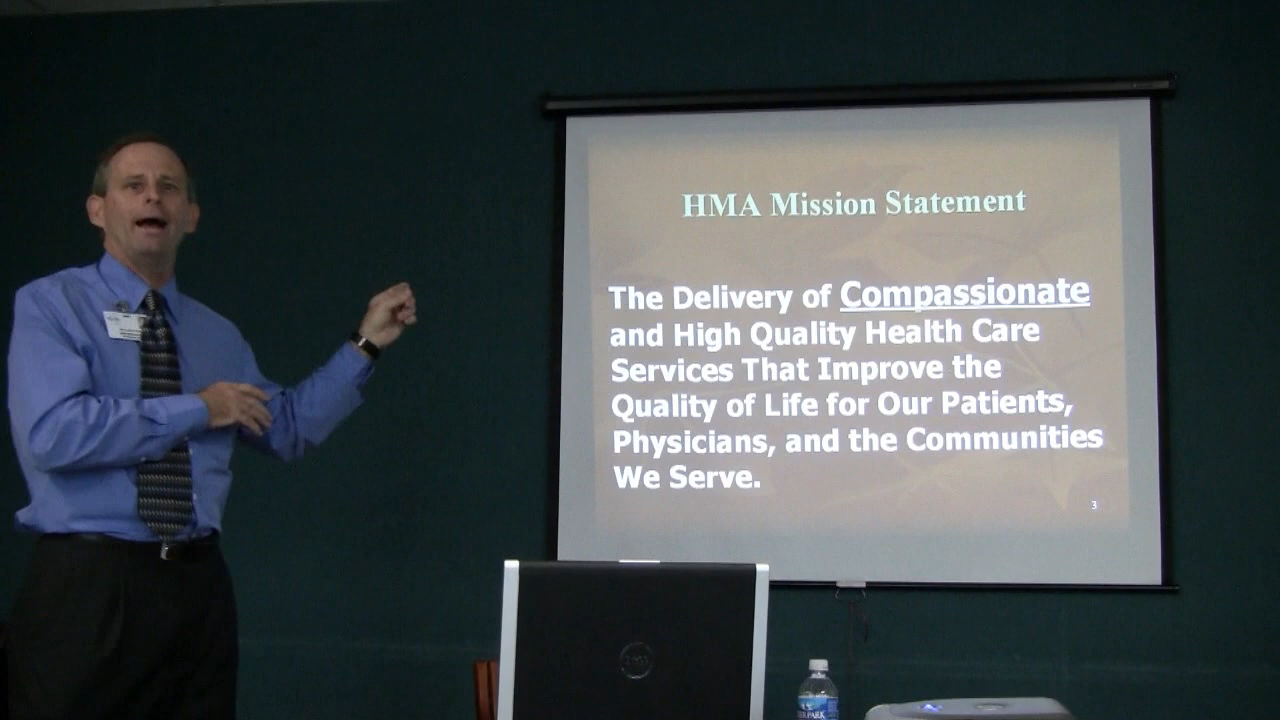 HMA Mission Statement
The Delivery of Compassionate
and High Quality Health Care
Services That Improve the
Quality of Life for Our Patients,
Physicians, and the Communities
We Serve.
3
DELL